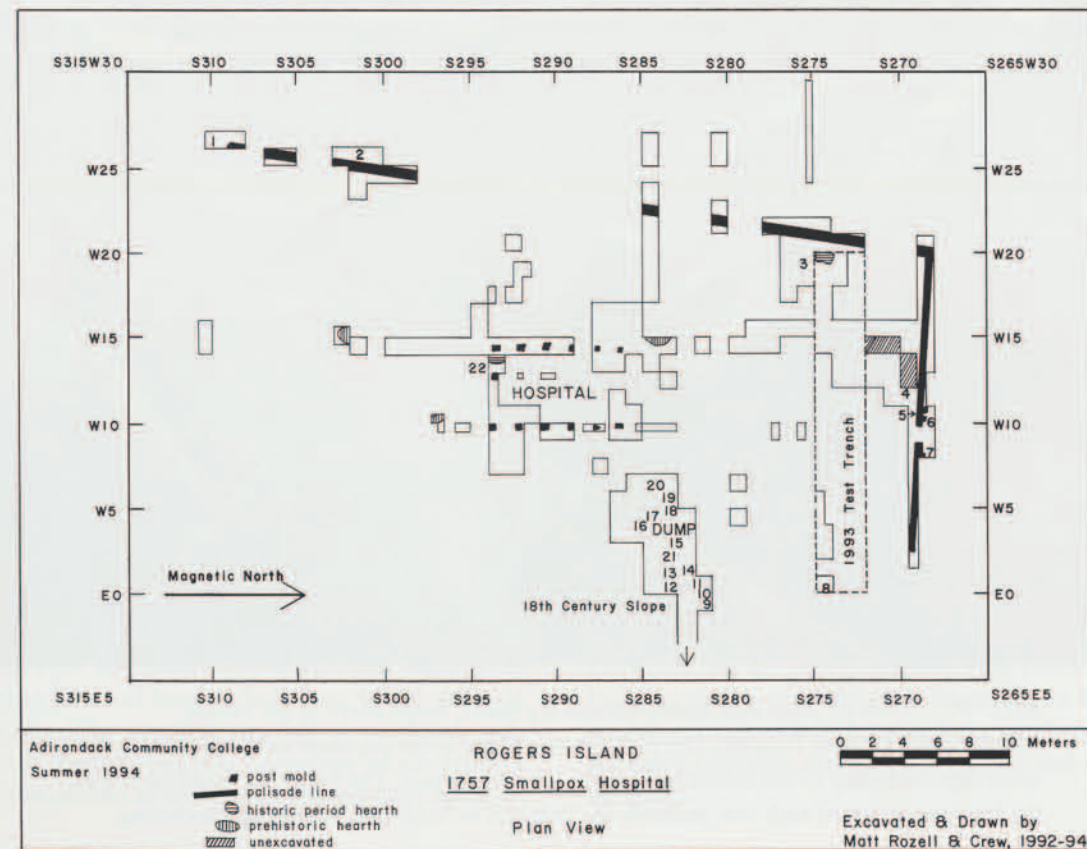 S315W30 S310 S305 S300 S295 S290 S285 S280 S275 S270 S265W30
1
2
W25 W25
W20 W20
3
W15 W15
22
4
HOSPITAL
5 6
W10 W10
7
1993 Test Trench
20
19
W5 17 18 W5
16 DUMP
15
21
Magnetic North 13 14
E0 12 11 10 9 8 E0
18th Century Slope
S315E5 S310 S305 S300 S295 S290 S285 S280 S275 S270 S265E5
Adirondack Community College
Summer 1994
post mold
palisade line
historic period hearth
prehistoric hearth
unexcavated
ROGERS ISLAND
1757 Smallpox Hospital
Plan View
0 2 4 6 8 10 Meters
Excavated & Drawn by
Matt Rozell & Crew, 1992-94